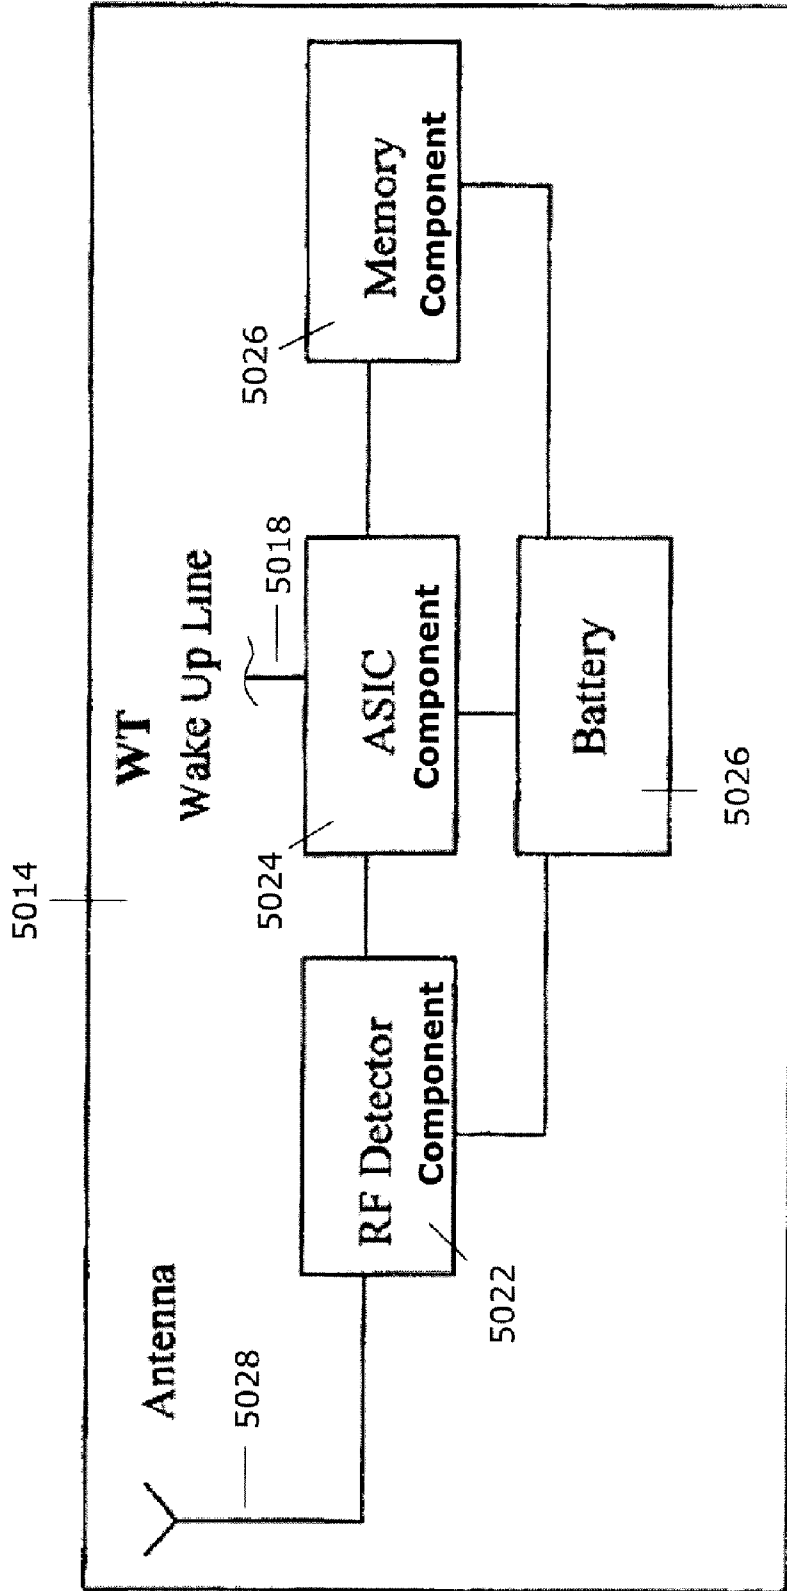 5014
WT
Wake Up Line
Antenna
5018
5028
5026
5024
RF Detector
Component
ASIC
Component
Memory
Component
5022
Battery
5026